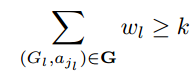 ∑ w_l ≥ k
(G_l, a_{j_l}) ∈ 𝐆